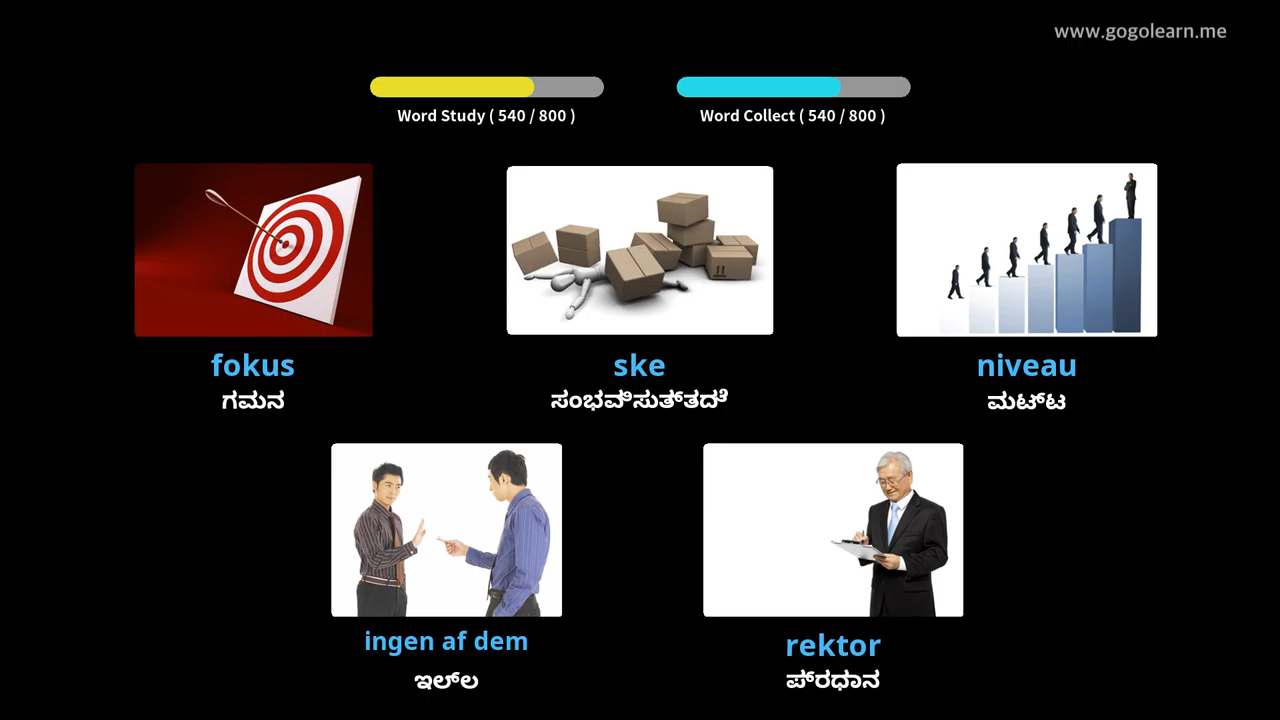 www.gogolearn.me
Word Study ( 540 / 800 )
Word Collect ( 540 / 800 )
fokus
ಗಮನ
ske
ಸಂಭವಿಸುತ್ತದೆ
niveau
ಮಟ್ಟ
ingen af dem
ಇಲ್ಲ
rektor
ಪ್ರಧಾನ